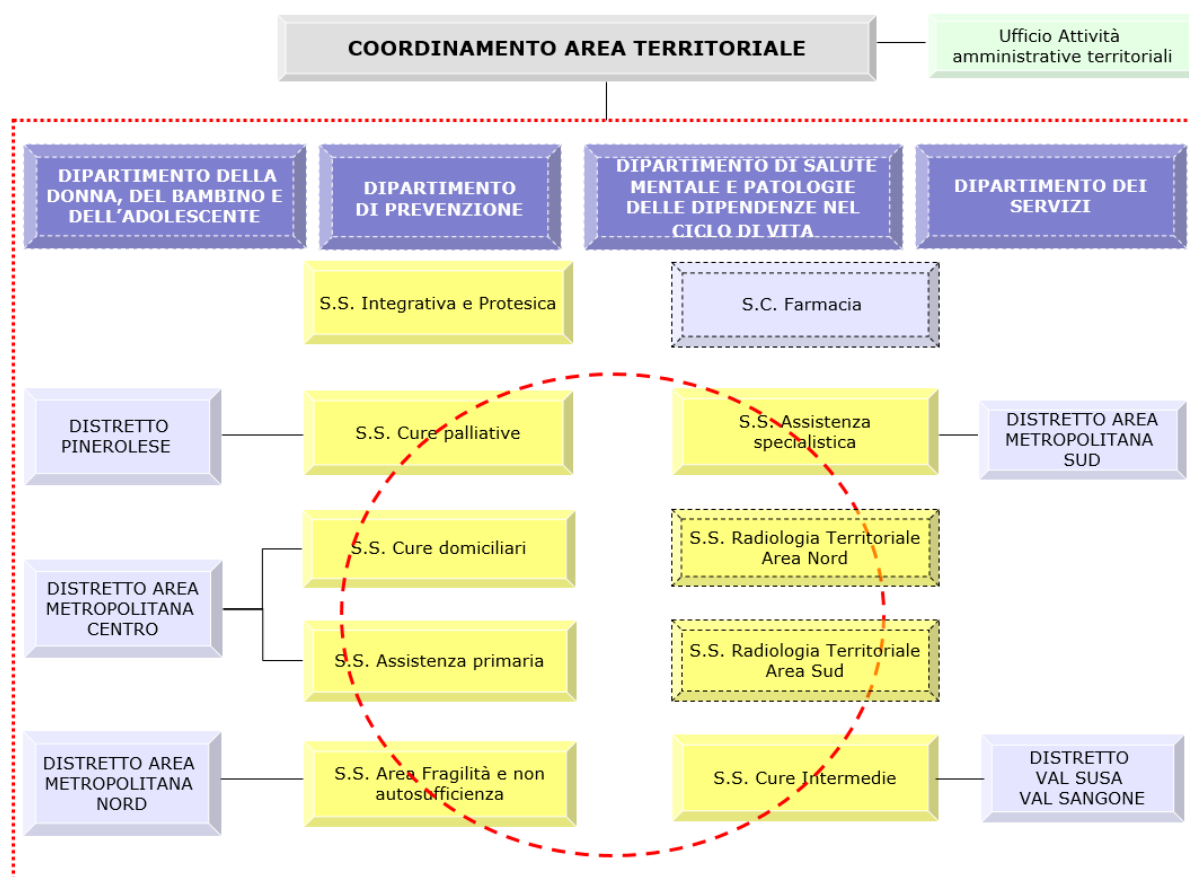 COORDINAMENTO AREA TERRITORIALE
Ufficio Attività
amministrative territoriali
DIPARTIMENTO DELLA
DONNA, DEL BAMBINO E
DELL’ADOLESCENTE
DIPARTIMENTO
DI PREVENZIONE
DIPARTIMENTO DI SALUTE
MENTALE E PATOLOGIE
DELLE DIPENDENZE NEL
CICLO DI VITA
DIPARTIMENTO DEI
SERVIZI
S.S. Integrativa e Protesica
S.C. Farmacia
DISTRETTO
PINEROLESE
S.S. Cure palliative
S.S. Assistenza
specialistica
DISTRETTO AREA
METROPOLITANA
SUD
S.S. Cure domiciliari
S.S. Radiologia Territoriale
Area Nord
DISTRETTO AREA
METROPOLITANA
CENTRO
S.S. Assistenza primaria
S.S. Radiologia Territoriale
Area Sud
DISTRETTO AREA
METROPOLITANA
NORD
S.S. Area Fragilità e non
autosufficienza
S.S. Cure Intermedie
DISTRETTO
VAL SUSA
VAL SANGONE